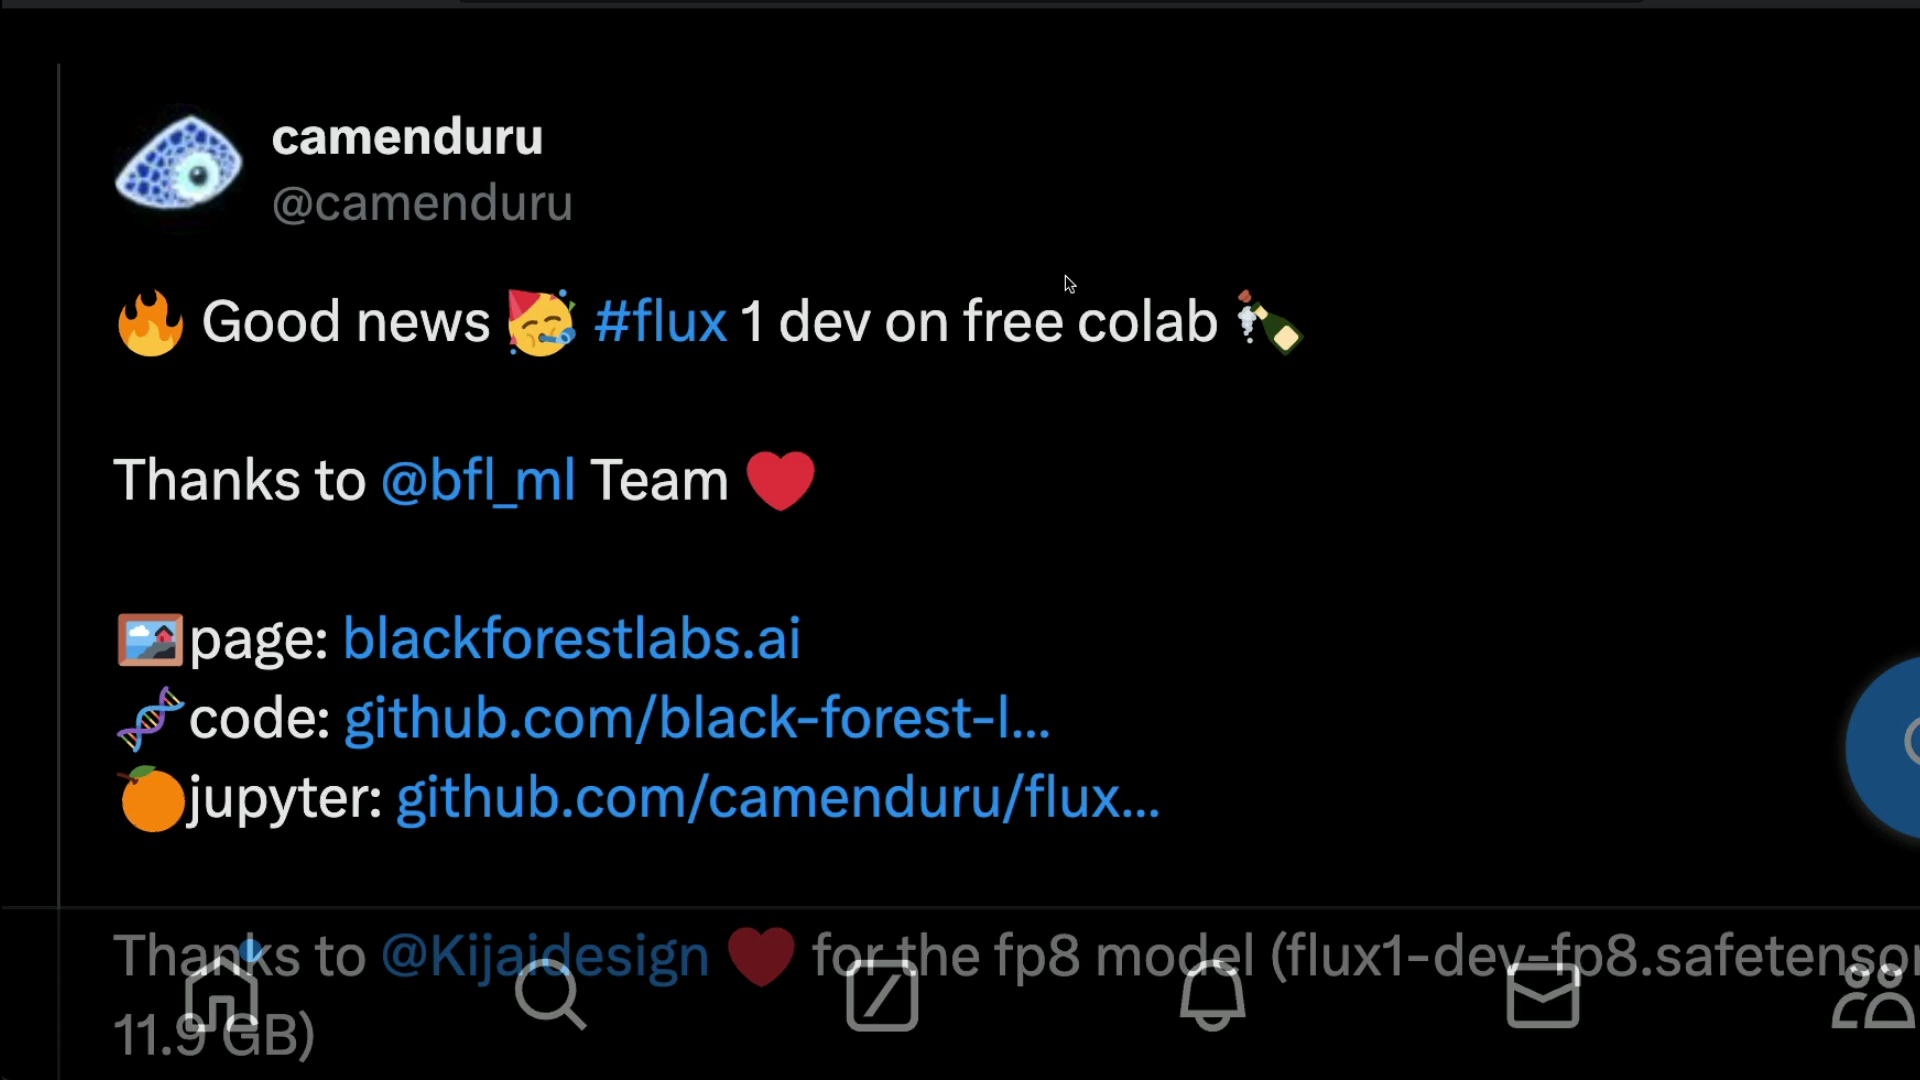 camenduru
@camenduru
🔥 Good news 🥳 #flux 1 dev on free colab 🍾
Thanks to @bfl_ml Team ❤️
🖼️page: blackforestlabs.ai
🧬code: github.com/black-forest-l...
🍊jupyter: github.com/camenduru/flux...
Thanks to @Kijaidesign ❤️ for the fp8 model (flux1-dev-fp8.safetensor
11.9 GB)